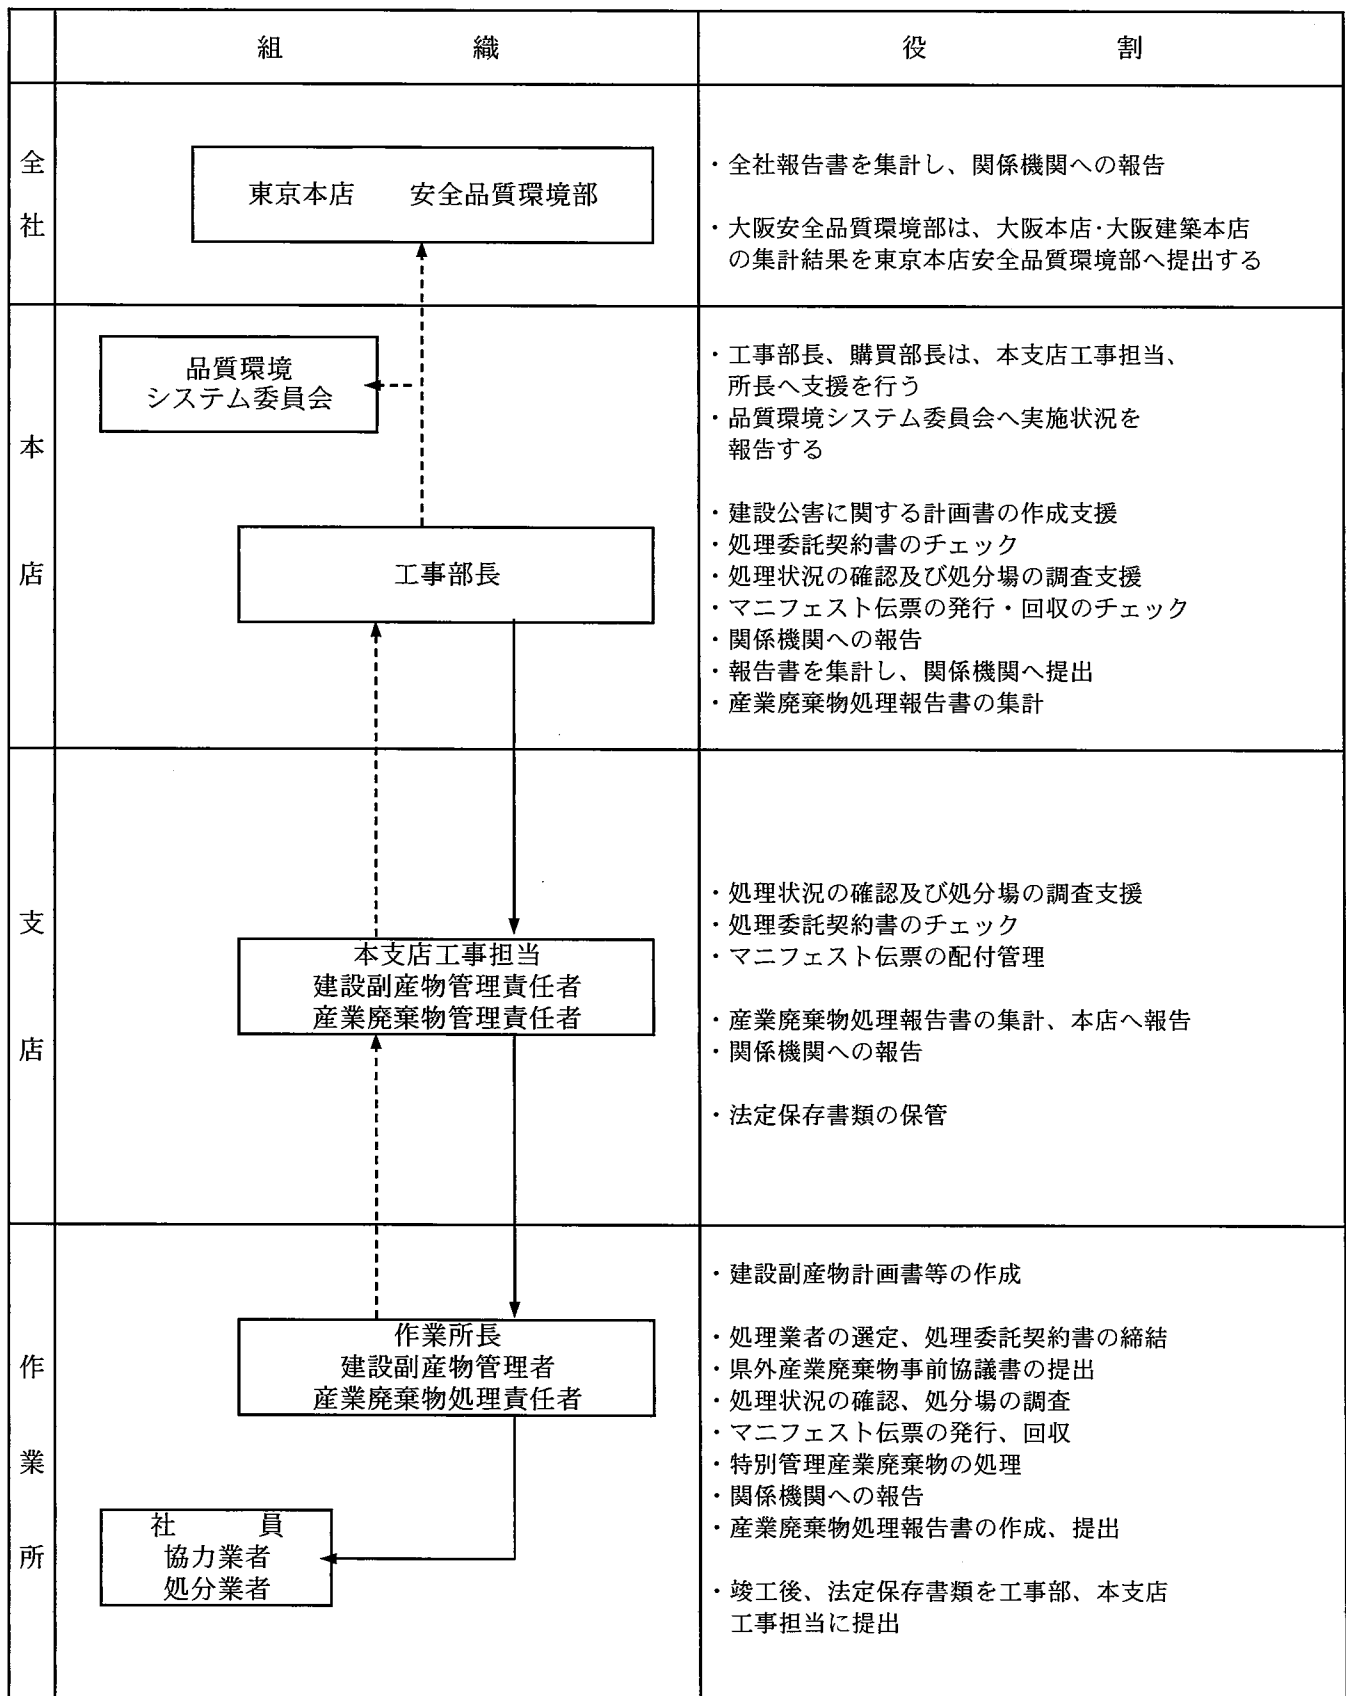 組織
役割
全社
東京本店 安全品質環境部
・全社報告書を集計し、関係機関への報告
・大阪安全品質環境部は、大阪本店・大阪建築本店
の集計結果を東京本店安全品質環境部へ提出する
本店
品質環境
システム委員会
工事部長
・工事部長、購買部長は、本支店工事担当、
所長へ支援を行う
・品質環境システム委員会へ実施状況を
報告する
・建設公害に関する計画書の作成支援
・処理委託契約書のチェック
・処理状況の確認及び処分場の調査支援
・マニフェスト伝票の発行・回収のチェック
・関係機関への報告
・報告書を集計し、関係機関へ提出
・産業廃棄物処理報告書の集計
支店
本支店工事担当
建設副産物管理責任者
産業廃棄物管理責任者
・処理状況の確認及び処分場の調査支援
・処理委託契約書のチェック
・マニフェスト伝票の配付管理
・産業廃棄物処理報告書の集計、本店へ報告
・関係機関への報告
・法定保存書類の保管
作業所
作業所長
建設副産物管理者
産業廃棄物処理責任者
社員
協力業者
処分業者
・建設副産物計画書等の作成
・処理業者の選定、処理委託契約書の締結
・県外産業廃棄物事前協議書の提出
・処理状況の確認、処分場の調査
・マニフェスト伝票の発行、回収
・特別管理産業廃棄物の処理
・関係機関への報告
・産業廃棄物処理報告書の作成、提出
・竣工後、法定保存書類を工事部、本支店
工事担当に提出